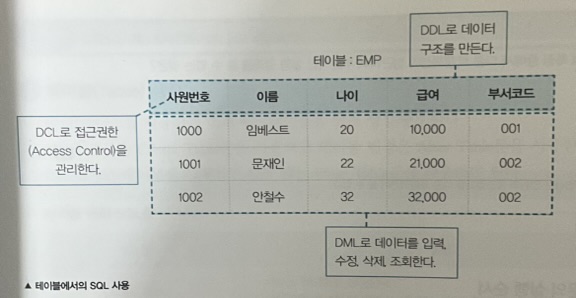 DDL로 데이터
구조를 만든다.
테이블 : EMP
사원번호 이름 나이 급여 부서코드
DCL로 접근권한
(Access Control)을
관리한다.
1000 임베스트 20 10,000 001
1001 문재인 22 21,000 002
1002 안철수 32 32,000 002
DML로 데이터를 입력,
수정, 삭제, 조회한다.
▲ 테이블에서의 SQL 사용